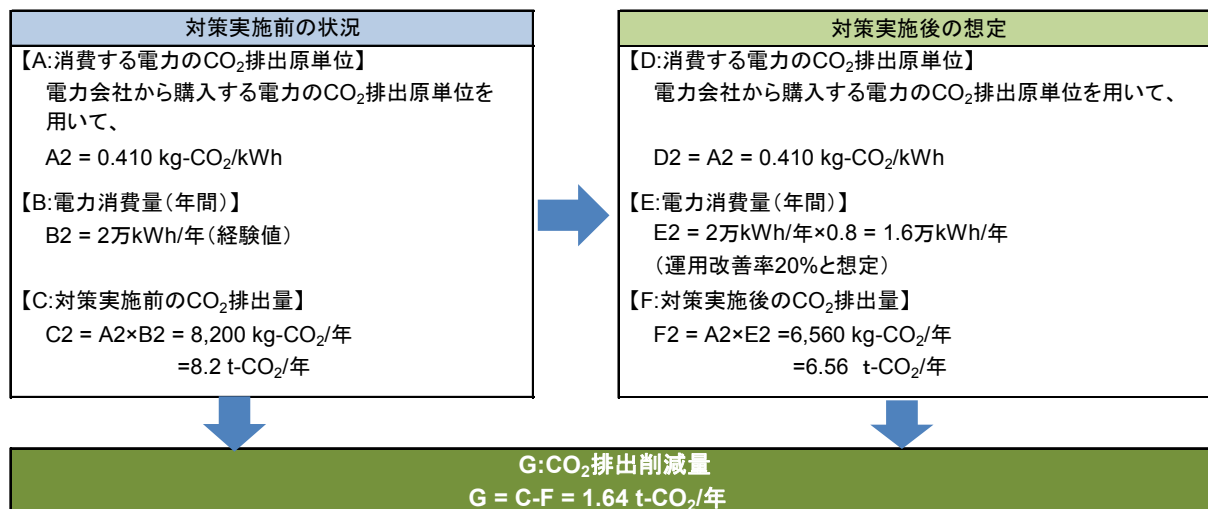 対策実施前の状況
【A:消費する電力のCO₂排出原単位】
電力会社から購入する電力のCO₂排出原単位を
用いて、
A2 = 0.410 kg-CO₂/kWh
【B:電力消費量(年間)】
B2 = 2万kWh/年(経験値)
【C:対策実施前のCO₂排出量】
C2 = A2×B2 = 8,200 kg-CO₂/年
=8.2 t-CO₂/年
対策実施後の想定
【D:消費する電力のCO₂排出原単位】
電力会社から購入する電力のCO₂排出原単位を用いて、
D2 = A2 = 0.410 kg-CO₂/kWh
【E:電力消費量(年間)】
E2 = 2万kWh/年×0.8 = 1.6万kWh/年
(運用改善率20%と想定)
【F:対策実施後のCO₂排出量】
F2 = A2×E2 =6,560 kg-CO₂/年
=6.56 t-CO₂/年
G:CO₂排出削減量
G = C-F = 1.64 t-CO₂/年